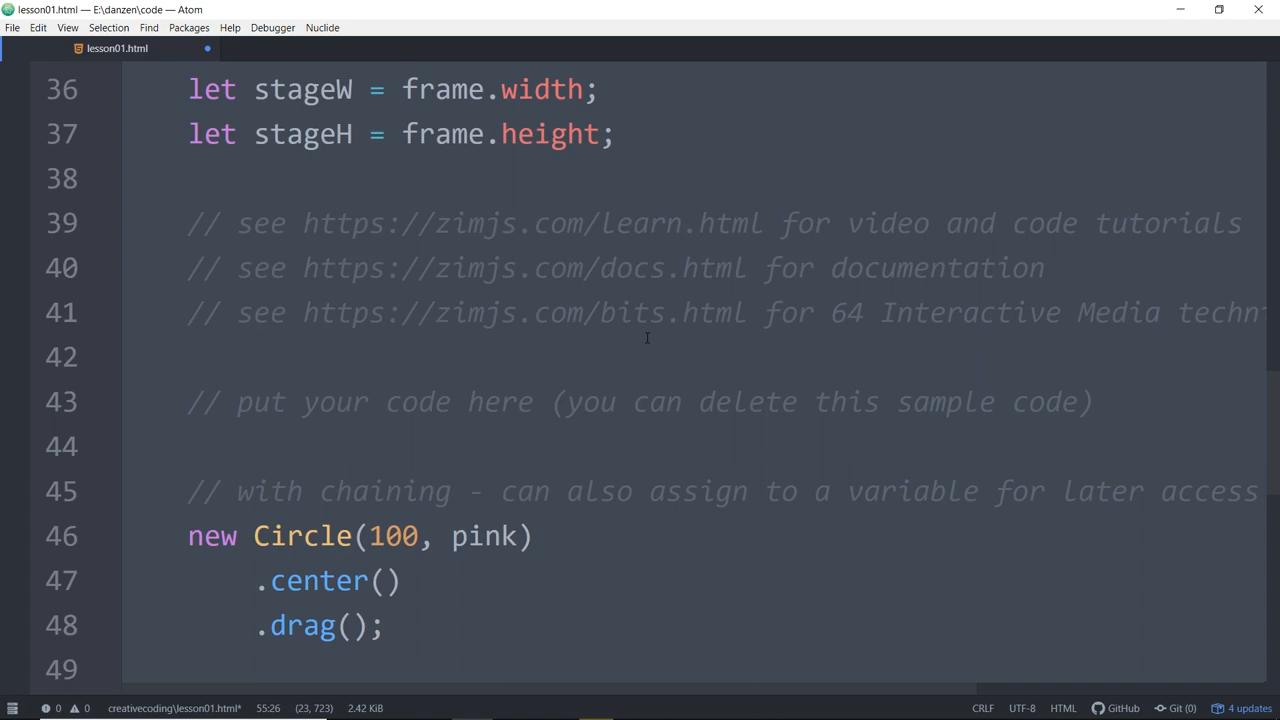 lesson01.html — E:\danzen\code — Atom
File Edit View Selection Find Packages Help Debugger Nuclide
lesson01.html
36 let stageW = frame.width;
37 let stageH = frame.height;
38
39 // see https://zimjs.com/learn.html for video and code tutorials
40 // see https://zimjs.com/docs.html for documentation
41 // see https://zimjs.com/bits.html for 64 Interactive Media techn
42
43 // put your code here (you can delete this sample code)
44
45 // with chaining - can also assign to a variable for later access
46 new Circle(100, pink)
47 .center()
48 .drag();
49
0 0 creativecoding\lesson01.html* 55:26 (23, 723) 2.42 KiB CRLF UTF-8 HTML GitHub Git (0) 4 updates